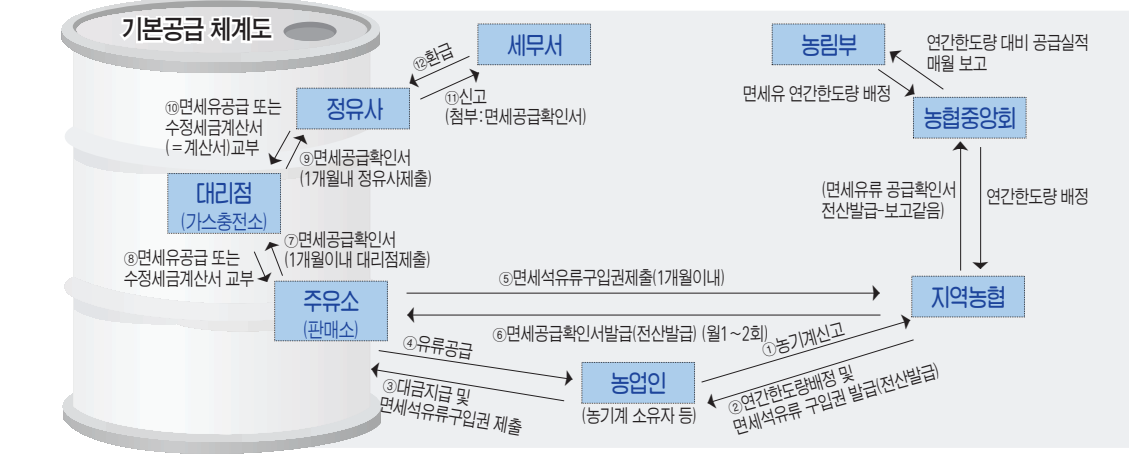 기본공급 체계도
세무서
농림부
연간한도량 대비 공급실적
매월 보고
⑫환급
정유사
⑪신고
(첨부:면세공급확인서)
면세유 연간한도량 배정
농협중앙회
⑩면세유공급 또는
수정세금계산서
(=계산서)교부
⑨면세공급확인서
(1개월내 정유사제출)
대리점
(가스충전소)
(면세유류 공급확인서
전산발급-보고같음)
연간한도량 배정
⑦면세공급확인서
(1개월이내 대리점제출)
⑧면세유공급 또는
수정세금계산서 교부
⑤면세석유류구입권제출(1개월이내)
주유소
(판매소)
지역농협
⑥면세공급확인서발급(전산발급) (월1~2회)
①농기계신고
④유류공급
농업인
(농기계 소유자 등)
③대금지급 및
면세석유류구입권 제출
②연간한도량배정 및
면세석유류 구입권 발급(전산발급)